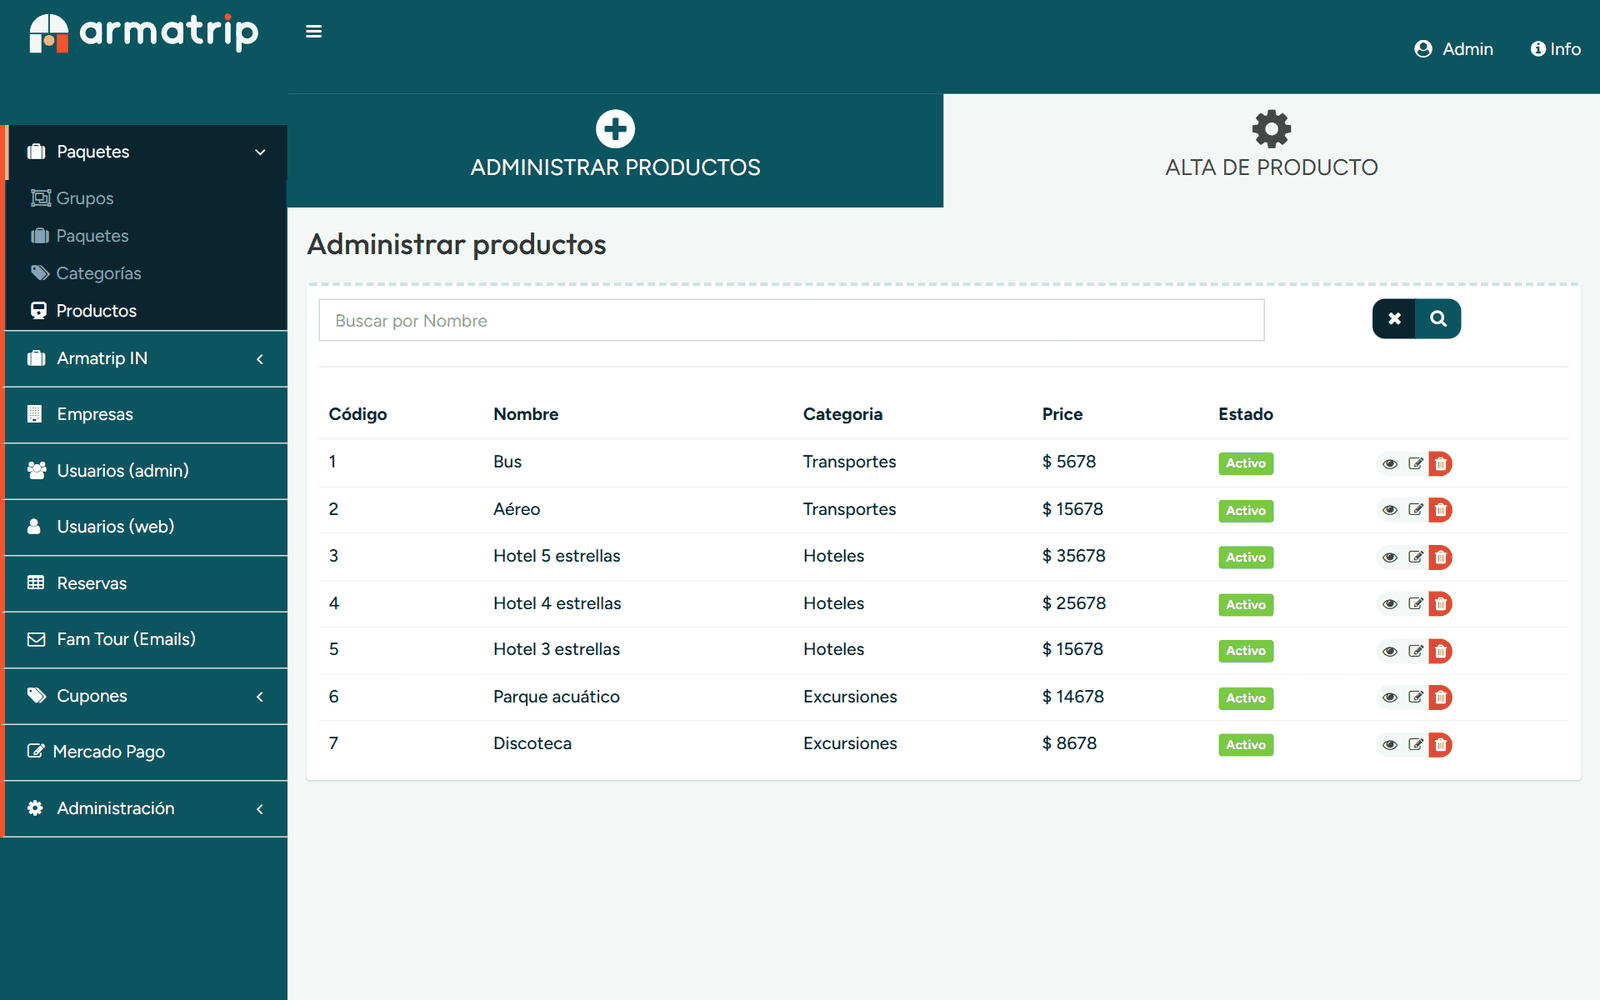 armatrip
Admin
Info
Paquetes
Grupos
Paquetes
Categorías
Productos
Armatrip IN
Empresas
Usuarios (admin)
Usuarios (web)
Reservas
Fam Tour (Emails)
Cupones
Mercado Pago
Administración
ADMINISTRAR PRODUCTOS
ALTA DE PRODUCTO
Administrar productos
Buscar por Nombre
Código Nombre Categoria Price Estado
1 Bus Transportes $ 5678 Activo
2 Aéreo Transportes $ 15678 Activo
3 Hotel 5 estrellas Hoteles $ 35678 Activo
4 Hotel 4 estrellas Hoteles $ 25678 Activo
5 Hotel 3 estrellas Hoteles $ 15678 Activo
6 Parque acuático Excursiones $ 14678 Activo
7 Discoteca Excursiones $ 8678 Activo